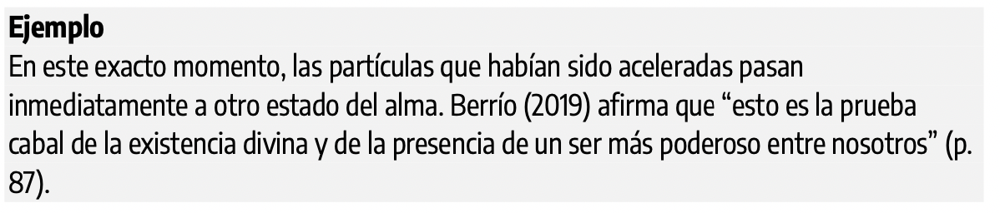 Ejemplo
En este exacto momento, las partículas que habían sido aceleradas pasan
inmediatamente a otro estado del alma. Berrío (2019) afirma que “esto es la prueba
cabal de la existencia divina y de la presencia de un ser más poderoso entre nosotros” (p.
87).